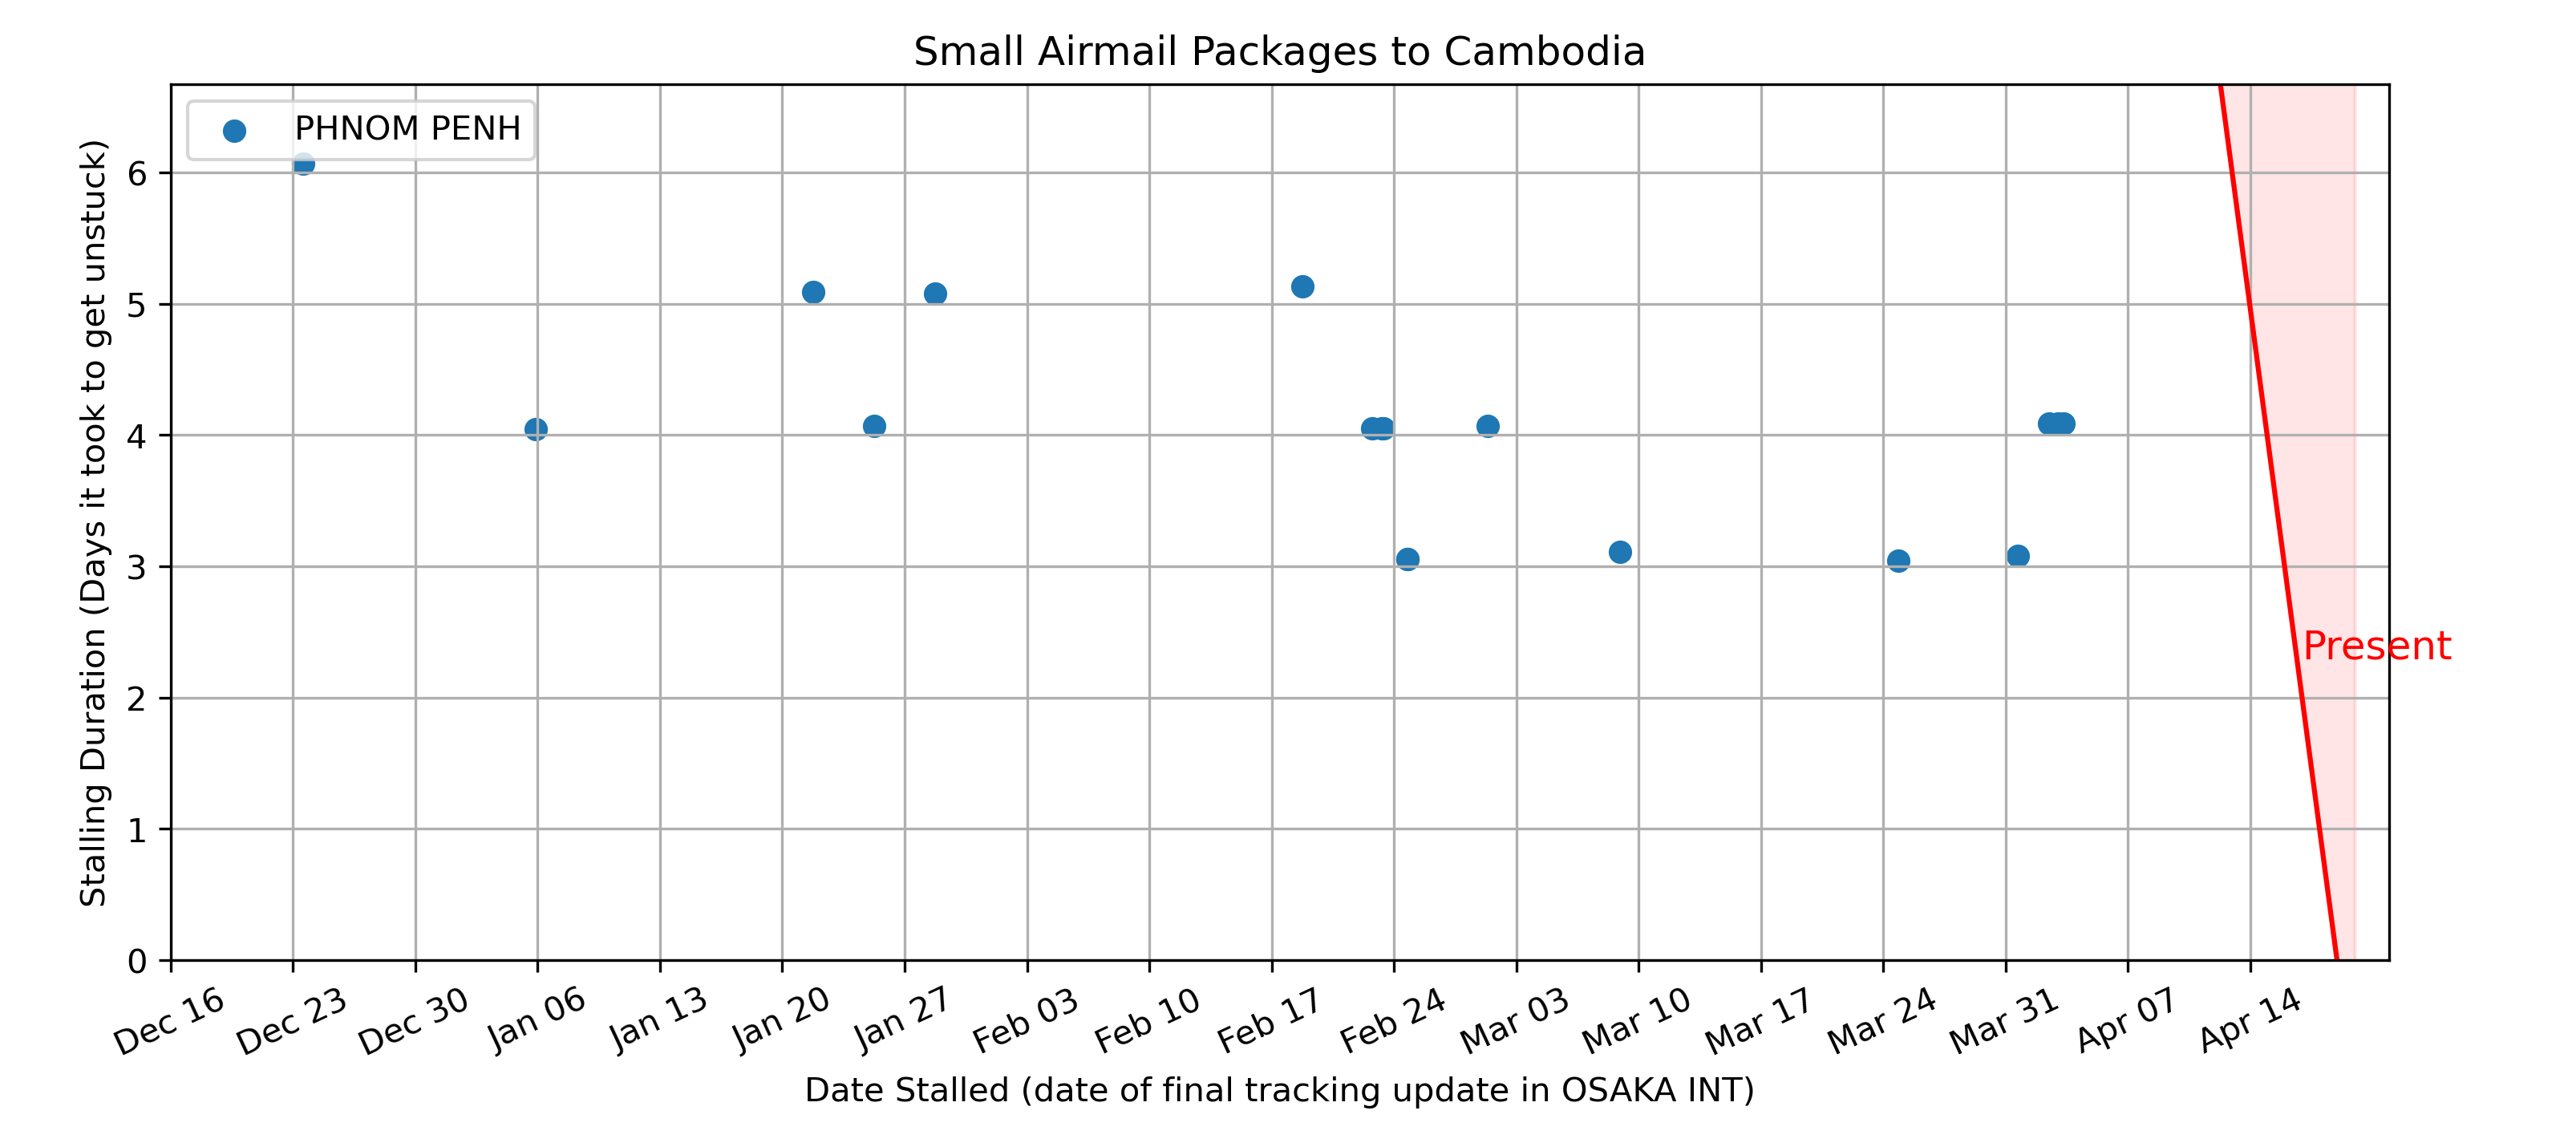 Small Airmail Packages to Cambodia
PHNOM PENH
Stalling Duration (Days it took to get unstuck)
6
5
4
3
2
1
0
Present
Dec 16 Dec 23 Dec 30 Jan 06 Jan 13 Jan 20 Jan 27 Feb 03 Feb 10 Feb 17 Feb 24 Mar 03 Mar 10 Mar 17 Mar 24 Mar 31 Apr 07 Apr 14
Date Stalled (date of final tracking update in OSAKA INT)